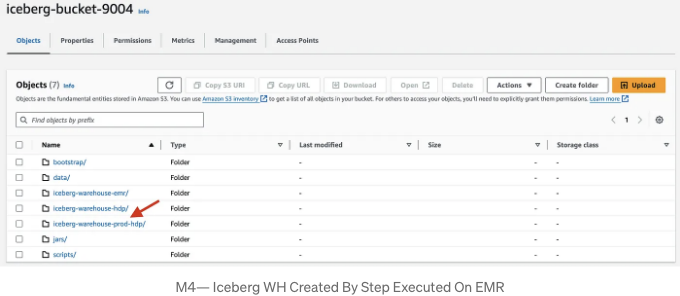 iceberg-bucket-9004 Info
Objects Properties Permissions Metrics Management Access Points
Objects (7) Info Copy S3 URI Copy URL Download Open Delete Actions Create folder Upload
Objects are the fundamental entities stored in Amazon S3. You can use Amazon S3 inventory to get a list of all objects in your bucket. For others to access your objects, you'll need to explicitly grant them permissions. Learn more
Find objects by prefix 1
Name Type Last modified Size Storage class
bootstrap/ Folder - - -
data/ Folder - - -
iceberg-warehouse-emr/ Folder - - -
iceberg-warehouse-hdp/ Folder - - -
iceberg-warehouse-prod-hdp/ Folder - - -
jars/ Folder - - -
scripts/ Folder - - -
M4— Iceberg WH Created By Step Executed On EMR